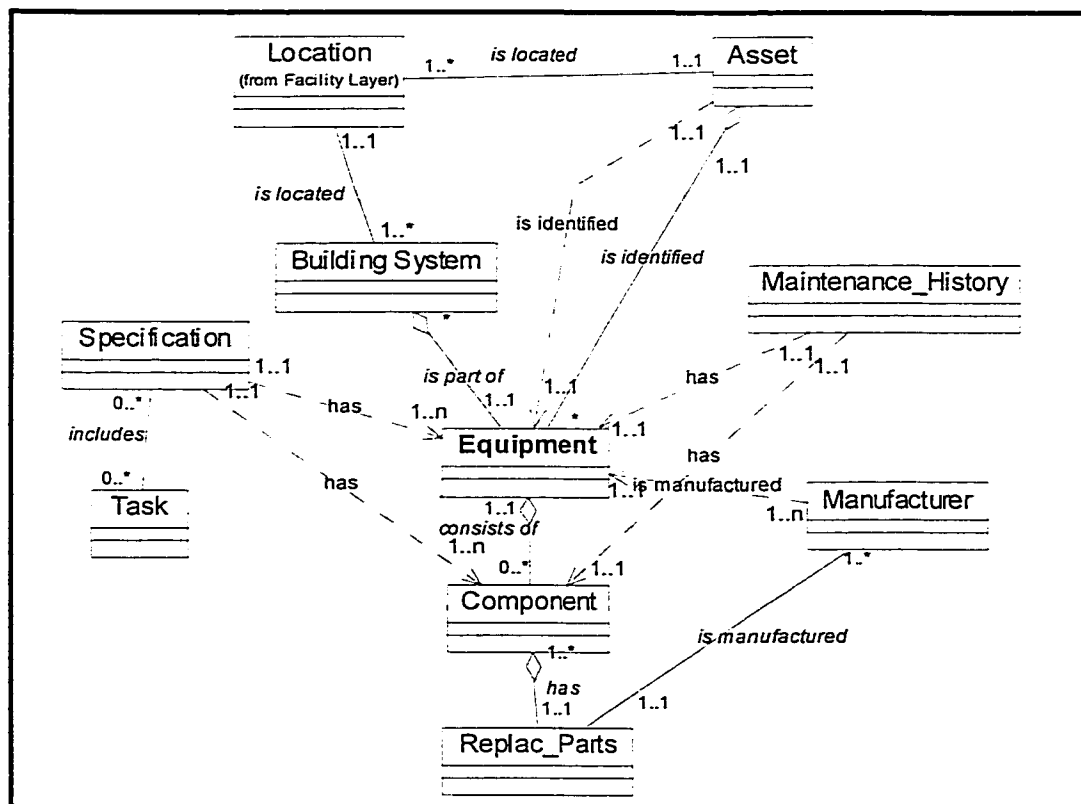 Location
(from Facility Layer)
is located
Asset
1..*
1..1
1..1
1..1
1..1
is located
is identified
1..*
is identified
Building System
Maintenance_History
*
Specification
1..1
1..1
1..1
1..1
is part of
has
has
1..1
1..1
*
0..*
1..n
1..1
includes
Equipment
has
0..*
has
is manufactured
1..1
Task
1..1
1..n
Manufacturer
consists of
1..n
0..*
1..1
1..*
Component
1..*
is manufactured
has
1..1
1..1
Replac_Parts